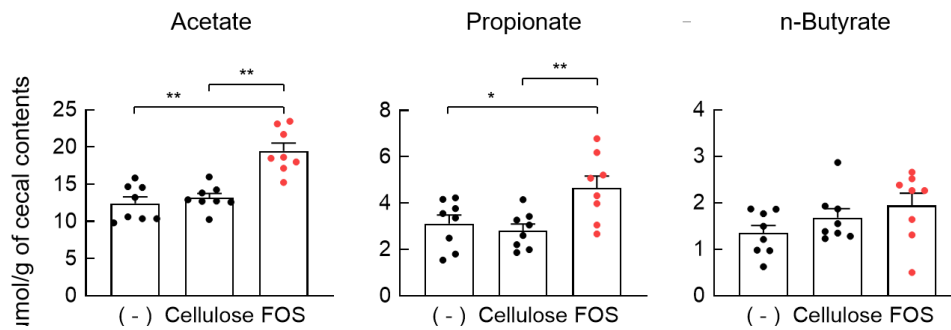 Acetate
Propionate
n-Butyrate
µmol/g of cecal contents
**
**
25
20
15
10
5
0
( - ) Cellulose FOS
**
*
8
6
4
2
0
( - ) Cellulose FOS
4
3
2
1
0
( - ) Cellulose FOS